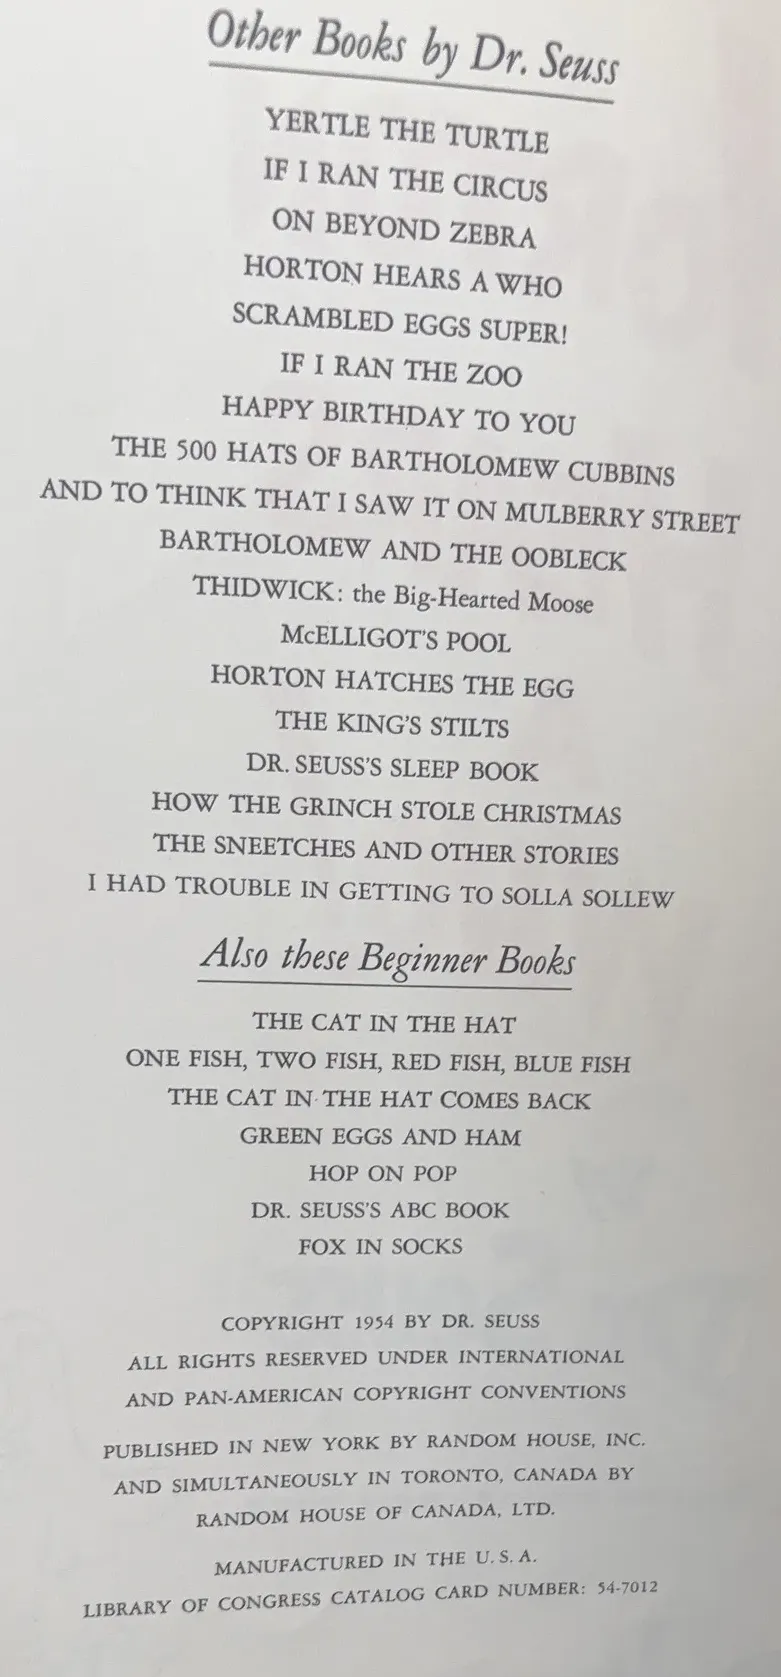 Other Books by Dr. Seuss
YERTLE THE TURTLE
IF I RAN THE CIRCUS
ON BEYOND ZEBRA
HORTON HEARS A WHO
SCRAMBLED EGGS SUPER!
IF I RAN THE ZOO
HAPPY BIRTHDAY TO YOU
THE 500 HATS OF BARTHOLOMEW CUBBINS
AND TO THINK THAT I SAW IT ON MULBERRY STREET
BARTHOLOMEW AND THE OOBLECK
THIDWICK: the Big-Hearted Moose
McELLIGOT'S POOL
HORTON HATCHES THE EGG
THE KING'S STILTS
DR. SEUSS'S SLEEP BOOK
HOW THE GRINCH STOLE CHRISTMAS
THE SNEETCHES AND OTHER STORIES
I HAD TROUBLE IN GETTING TO SOLLA SOLLEW
Also these Beginner Books
THE CAT IN THE HAT
ONE FISH, TWO FISH, RED FISH, BLUE FISH
THE CAT IN THE HAT COMES BACK
GREEN EGGS AND HAM
HOP ON POP
DR. SEUSS'S ABC BOOK
FOX IN SOCKS
COPYRIGHT 1954 BY DR. SEUSS
ALL RIGHTS RESERVED UNDER INTERNATIONAL
AND PAN-AMERICAN COPYRIGHT CONVENTIONS
PUBLISHED IN NEW YORK BY RANDOM HOUSE, INC.
AND SIMULTANEOUSLY IN TORONTO, CANADA BY
RANDOM HOUSE OF CANADA, LTD.
MANUFACTURED IN THE U. S. A.
LIBRARY OF CONGRESS CATALOG CARD NUMBER: 54-7012